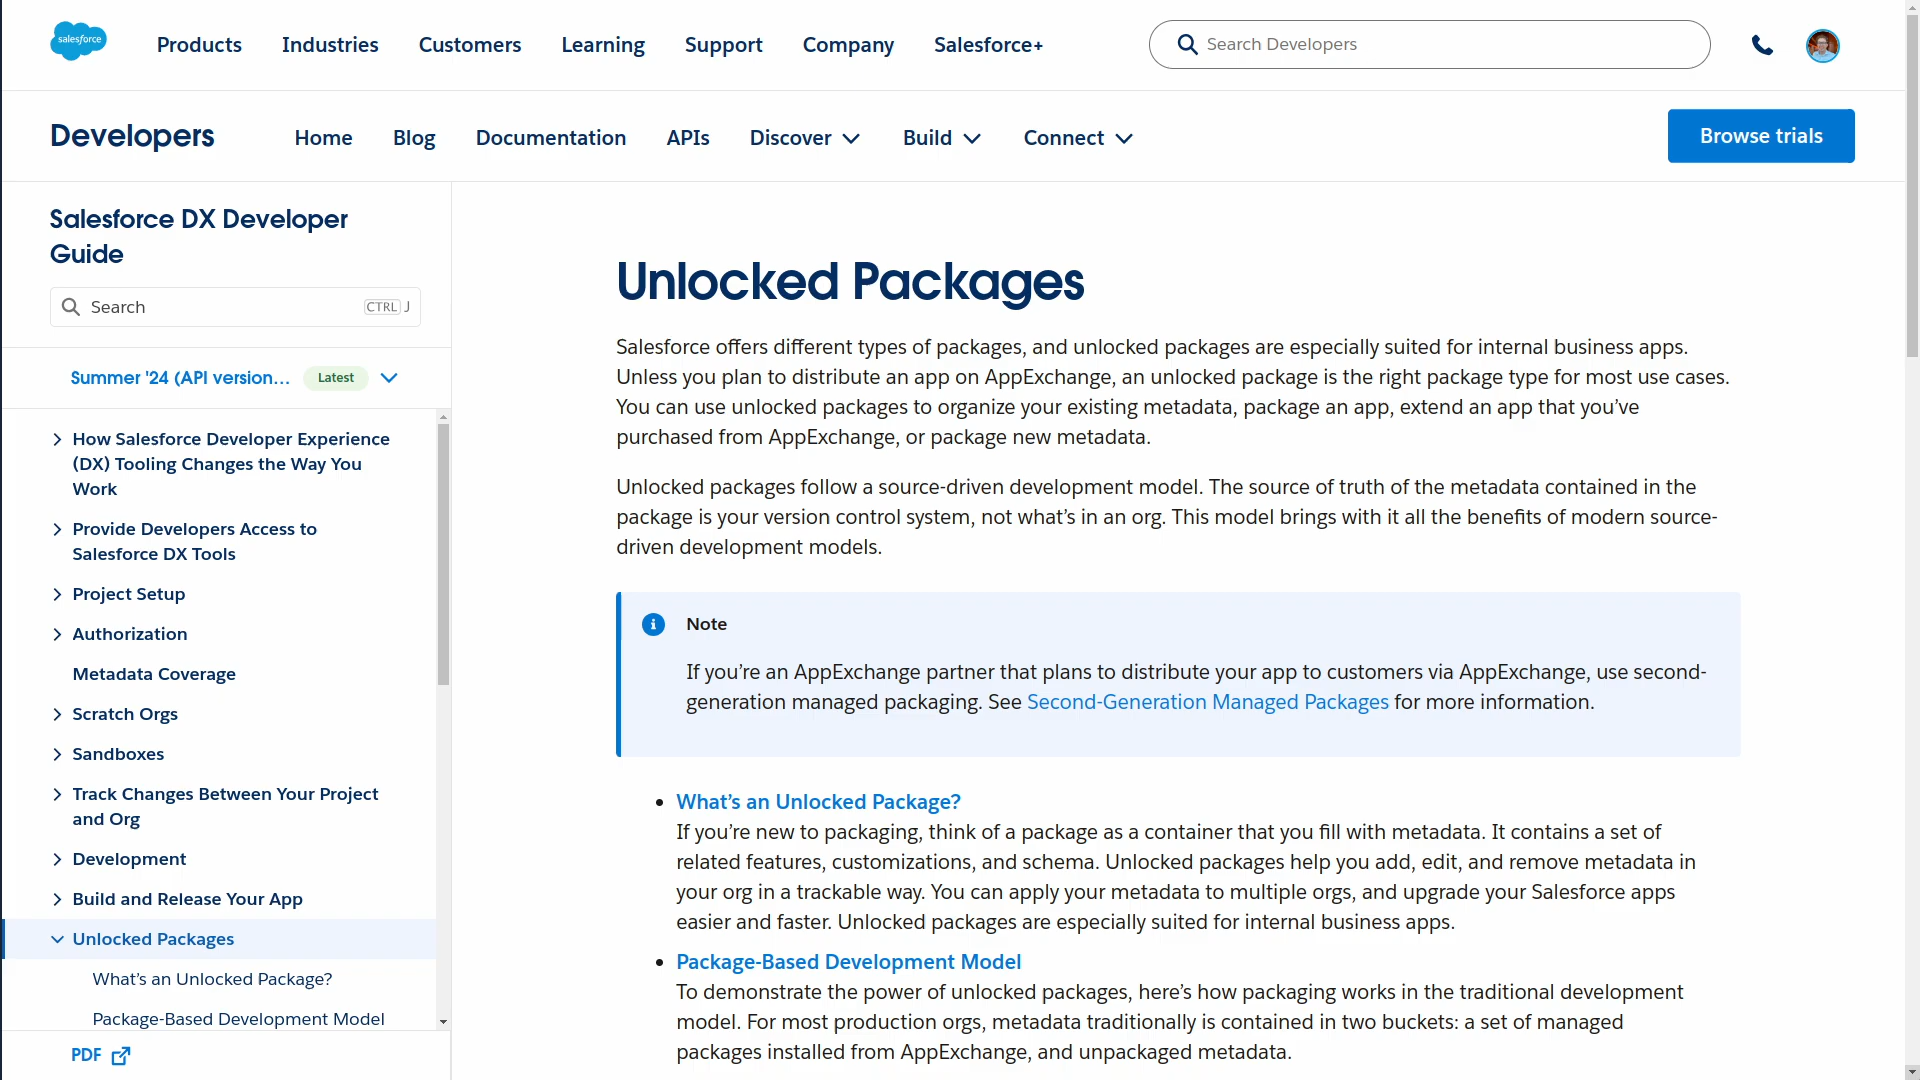 salesforce
Products Industries Customers Learning Support Company Salesforce+
Search Developers
Developers
Home Blog Documentation APIs Discover Build Connect
Browse trials
Salesforce DX Developer
Guide
Search CTRL J
Summer '24 (API version... Latest
How Salesforce Developer Experience
(DX) Tooling Changes the Way You
Work
Provide Developers Access to
Salesforce DX Tools
Project Setup
Authorization
Metadata Coverage
Scratch Orgs
Sandboxes
Track Changes Between Your Project
and Org
Development
Build and Release Your App
Unlocked Packages
What's an Unlocked Package?
Package-Based Development Model
PDF
Unlocked Packages
Salesforce offers different types of packages, and unlocked packages are especially suited for internal business apps.
Unless you plan to distribute an app on AppExchange, an unlocked package is the right package type for most use cases.
You can use unlocked packages to organize your existing metadata, package an app, extend an app that you've
purchased from AppExchange, or package new metadata.
Unlocked packages follow a source-driven development model. The source of truth of the metadata contained in the
package is your version control system, not what's in an org. This model brings with it all the benefits of modern source-
driven development models.
Note
If you're an AppExchange partner that plans to distribute your app to customers via AppExchange, use second-
generation managed packaging. See Second-Generation Managed Packages for more information.
• What's an Unlocked Package?
If you're new to packaging, think of a package as a container that you fill with metadata. It contains a set of
related features, customizations, and schema. Unlocked packages help you add, edit, and remove metadata in
your org in a trackable way. You can apply your metadata to multiple orgs, and upgrade your Salesforce apps
easier and faster. Unlocked packages are especially suited for internal business apps.
• Package-Based Development Model
To demonstrate the power of unlocked packages, here's how packaging works in the traditional development
model. For most production orgs, metadata traditionally is contained in two buckets: a set of managed
packages installed from AppExchange, and unpackaged metadata.